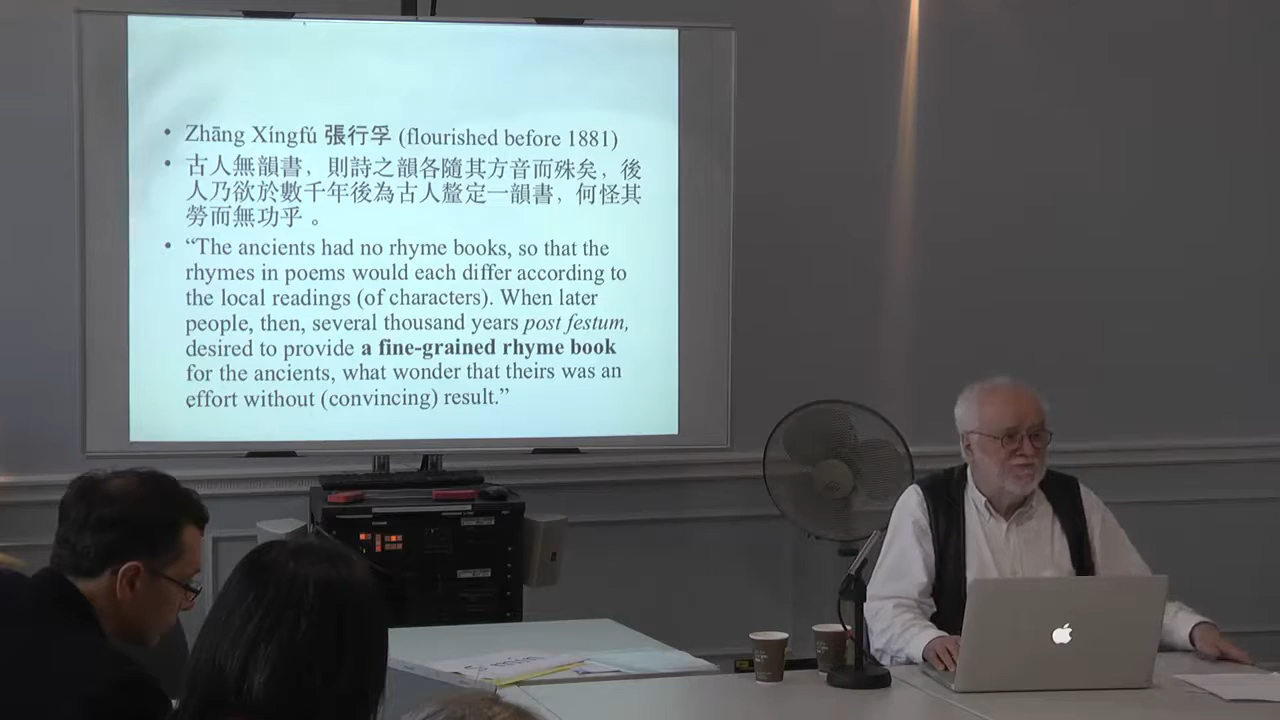 • Zhāng Xíngfú 張行孚 (flourished before 1881)
• 古人無韻書，則詩之韻各隨其方音而殊矣，後
人乃欲於數千年後為古人釐定一韻書，何怪其
勞而無功乎。
• “The ancients had no rhyme books, so that the
rhymes in poems would each differ according to
the local readings (of characters). When later
people, then, several thousand years post festum,
desired to provide a fine-grained rhyme book
for the ancients, what wonder that theirs was an
effort without (convincing) result.”